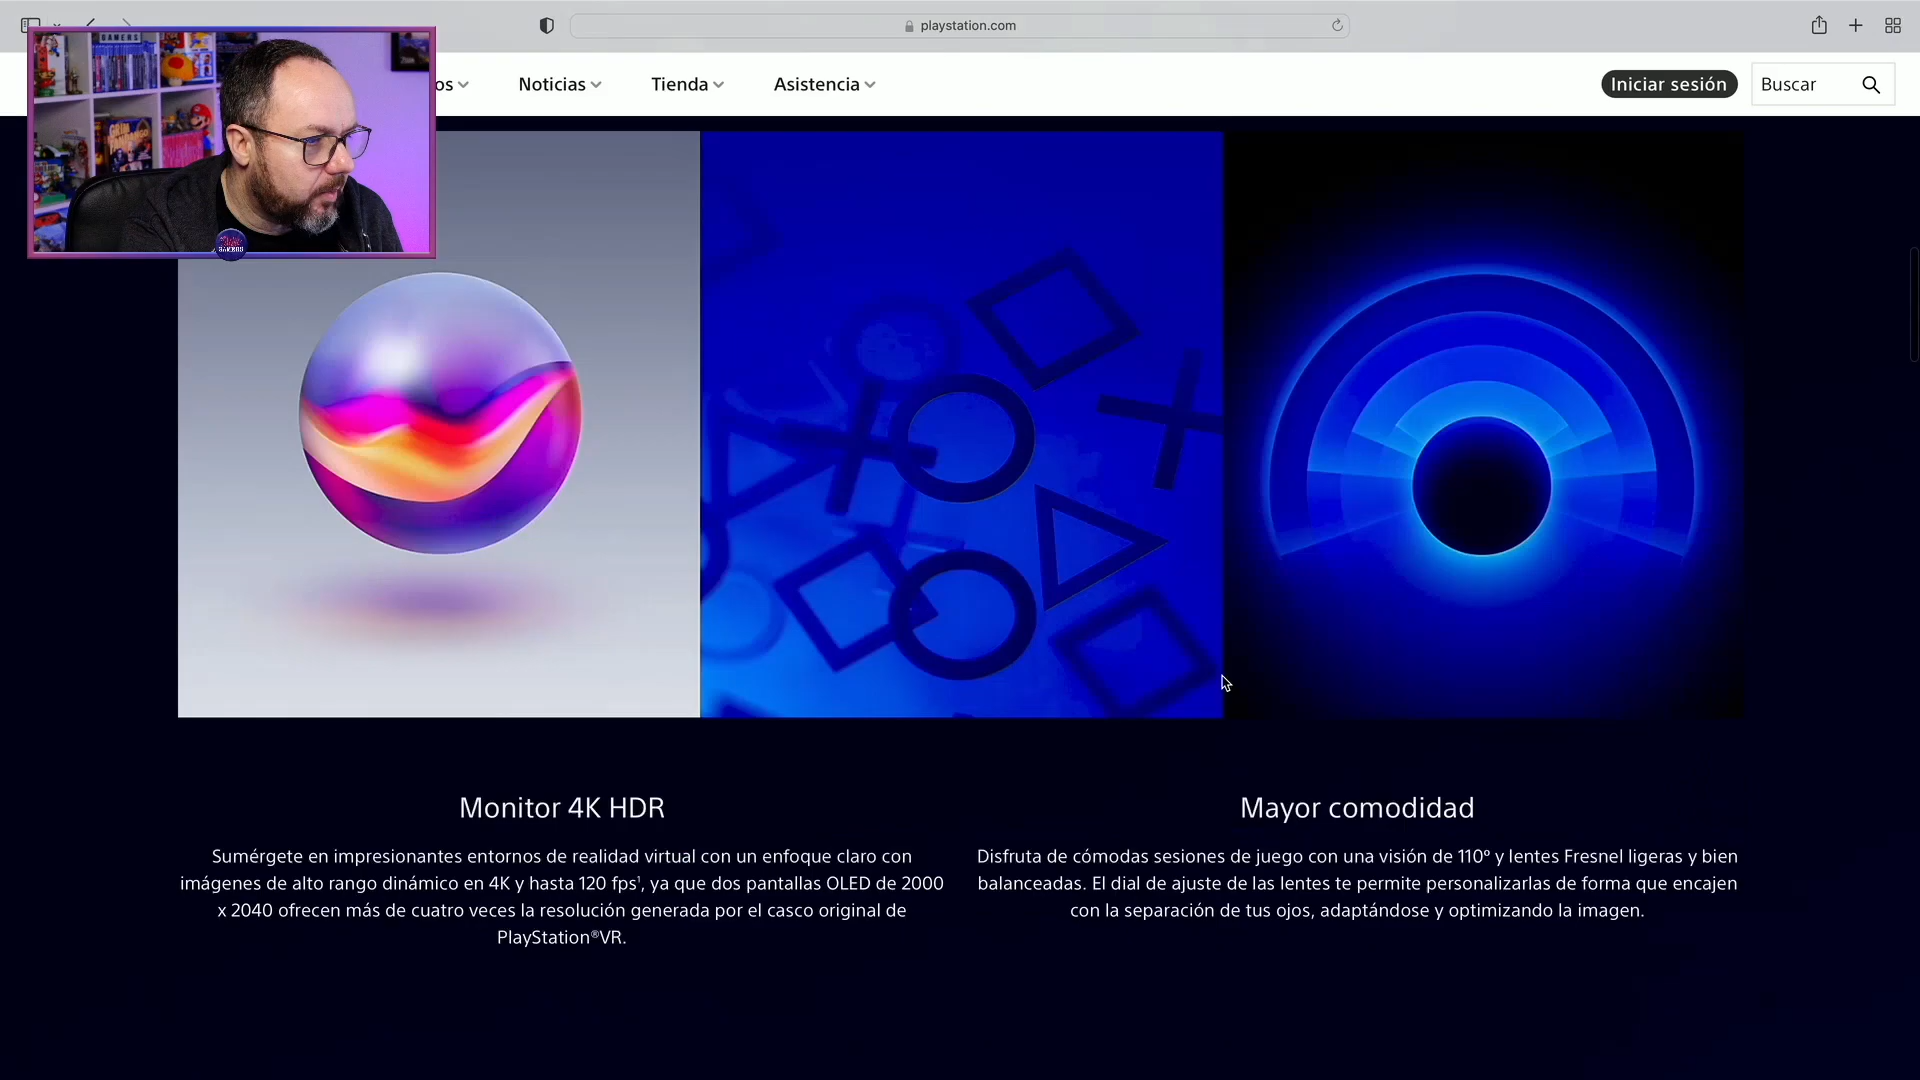 playstation.com
os
Noticias
Tienda
Asistencia
Iniciar sesión
Buscar
GAMERS
GAMERS
Monitor 4K HDR
Sumérgete en impresionantes entornos de realidad virtual con un enfoque claro con
imágenes de alto rango dinámico en 4K y hasta 120 fps¹, ya que dos pantallas OLED de 2000
x 2040 ofrecen más de cuatro veces la resolución generada por el casco original de
PlayStation®VR.
Mayor comodidad
Disfruta de cómodas sesiones de juego con una visión de 110º y lentes Fresnel ligeras y bien
balanceadas. El dial de ajuste de las lentes te permite personalizarlas de forma que encajen
con la separación de tus ojos, adaptándose y optimizando la imagen.